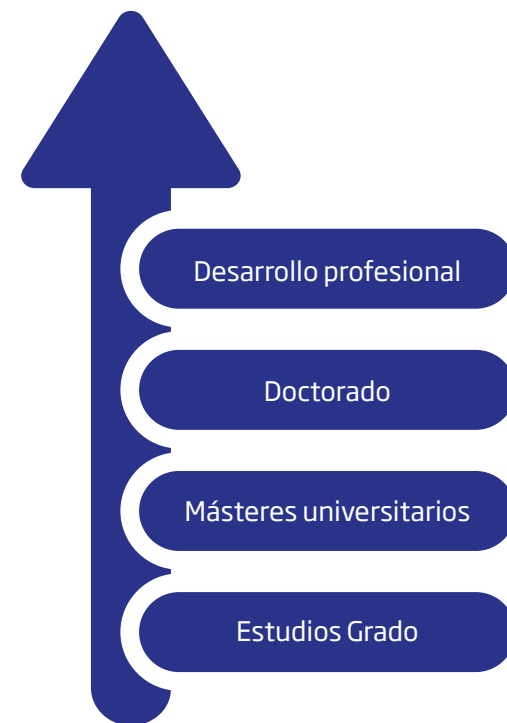 Desarrollo profesional
Doctorado
Másteres universitarios
Estudios Grado